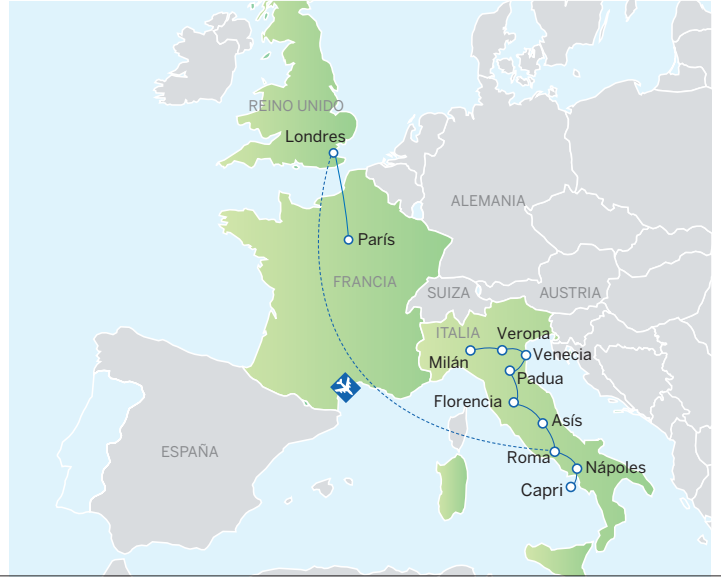 REINO UNIDO
Londres
ALEMANIA
París
FRANCIA
SUIZA
AUSTRIA
ITALIA
Verona
Milán
Venecia
Padua
Florencia
Asís
ESPAÑA
Roma
Nápoles
Capri